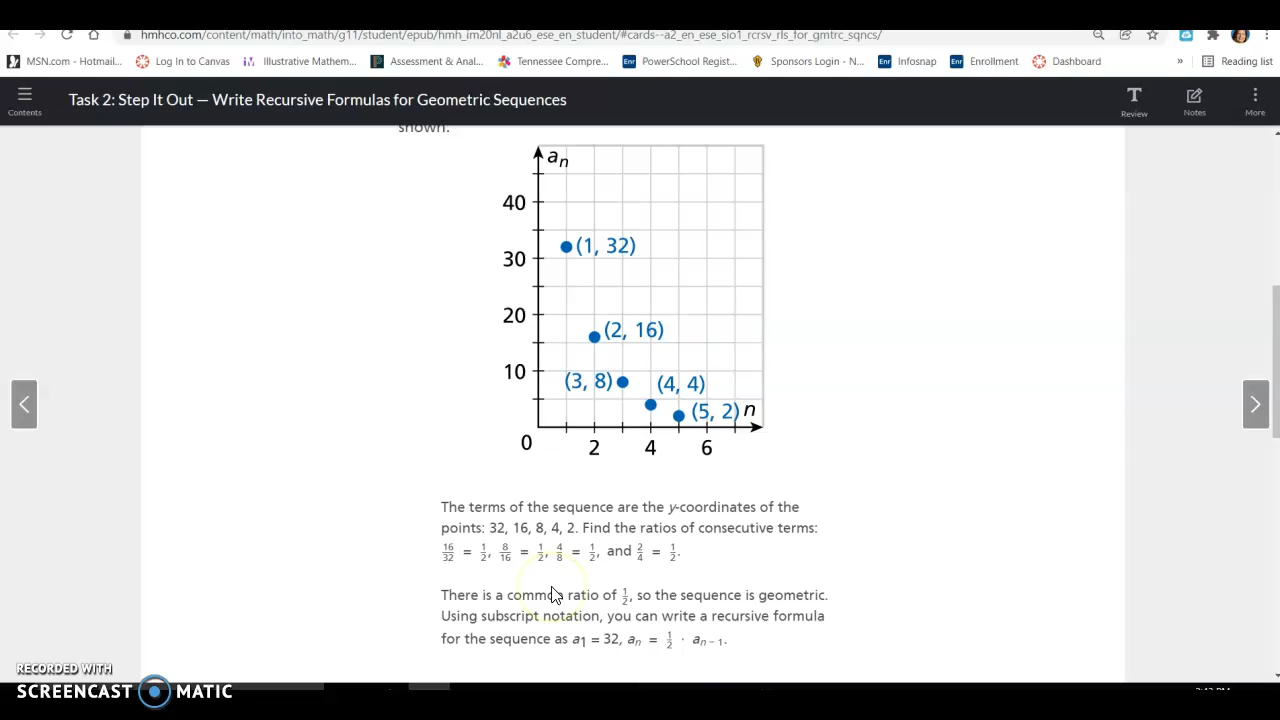 hmhco.com/content/math/into_math/g11/student/epub/hmh_im20nl_a2u6_ese_en_student/#cards--a2_en_ese_sio1_rcrsv_rls_for_gmtrc_sqncs/
MSN.com - Hotmail... Log In to Canvas Illustrative Mathem... Assessment & Anal... Tennessee Compre... PowerSchool Regist... Sponsors Login - N... Infosnap Enrollment Dashboard » Reading list
Contents Task 2: Step It Out — Write Recursive Formulas for Geometric Sequences Review Notes More
shown.
aₙ
40
(1, 32)
30
20
(2, 16)
10
(3, 8) (4, 4)
(5, 2) n
0 2 4 6
The terms of the sequence are the y-coordinates of the
points: 32, 16, 8, 4, 2. Find the ratios of consecutive terms:
16/32 = 1/2, 8/16 = 1/2, 4/8 = 1/2, and 2/4 = 1/2.
There is a common ratio of 1/2, so the sequence is geometric.
Using subscript notation, you can write a recursive formula
for the sequence as a₁ = 32, aₙ = 1/2 · aₙ₋₁.
RECORDED WITH
SCREENCAST MATIC